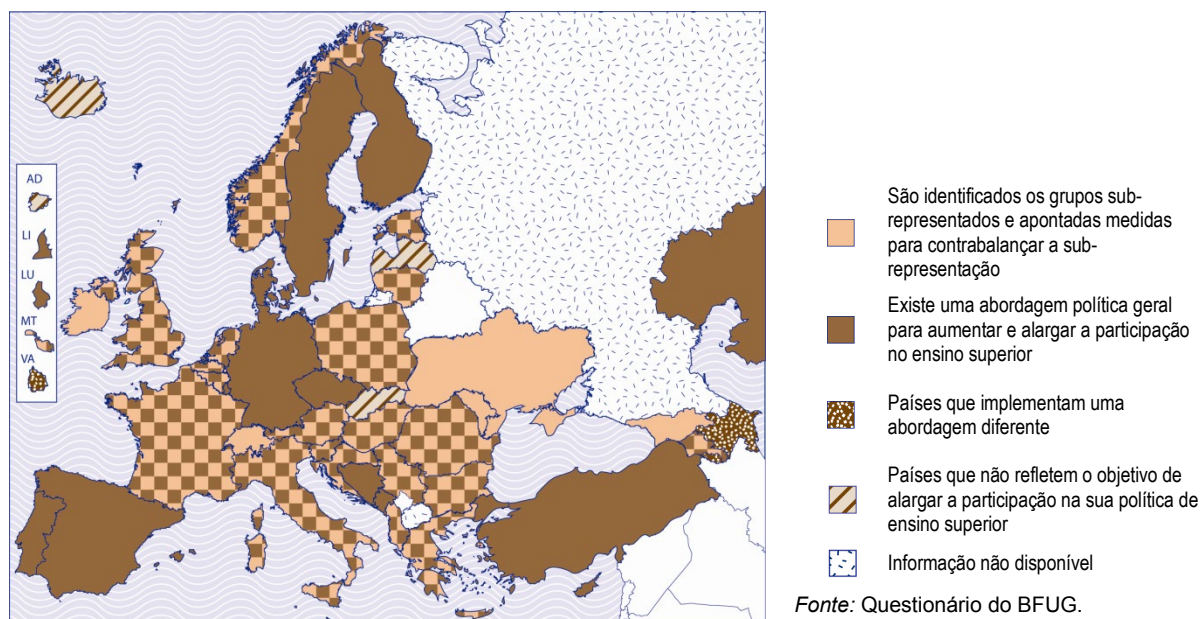 AD
LI
LU
MT
VA
São identificados os grupos sub-
representados e apontadas medidas
para contrabalançar a sub-
representação
Existe uma abordagem política geral
para aumentar e alargar a participação
no ensino superior
Países que implementam uma
abordagem diferente
Países que não refletem o objetivo de
alargar a participação na sua política de
ensino superior
Informação não disponível
Fonte: Questionário do BFUG.